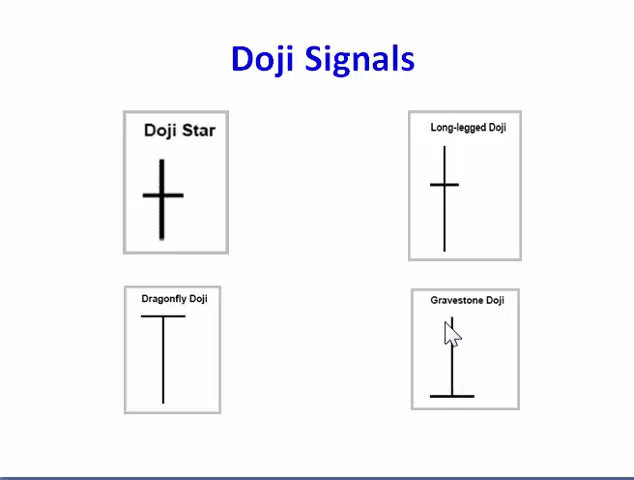 Doji Signals
Doji Star
Long-legged Doji
Dragonfly Doji
Gravestone Doji